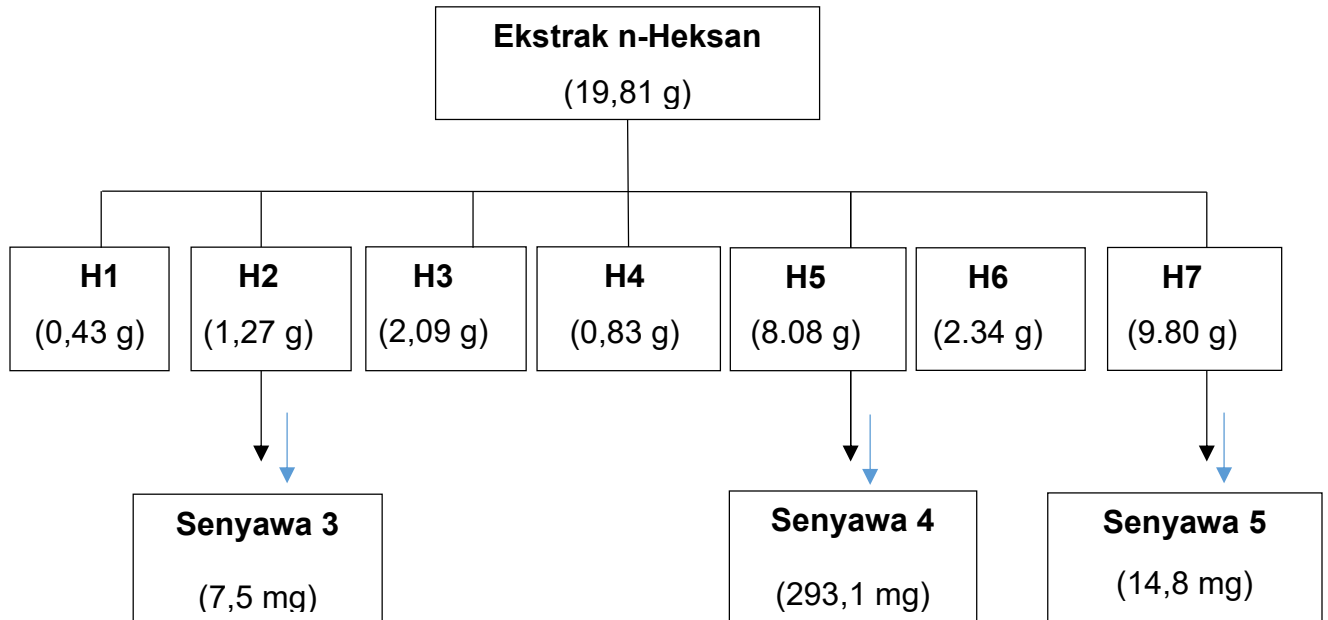 Ekstrak n-Heksan
(19,81 g)
H1
(0,43 g)
H2
(1,27 g)
H3
(2,09 g)
H4
(0,83 g)
H5
(8.08 g)
H6
(2.34 g)
H7
(9.80 g)
Senyawa 3
(7,5 mg)
Senyawa 4
(293,1 mg)
Senyawa 5
(14,8 mg)